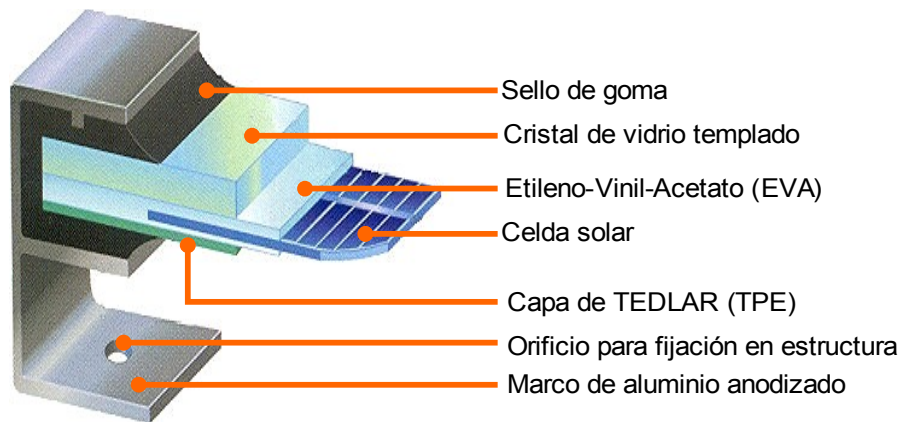 Sello de goma
Cristal de vidrio templado
Etileno-Vinil-Acetato (EVA)
Celda solar
Capa de TEDLAR (TPE)
Orificio para fijación en estructura
Marco de aluminio anodizado